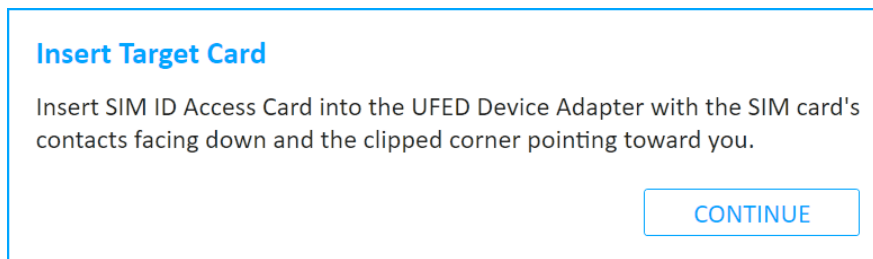 Insert Target Card
Insert SIM ID Access Card into the UFED Device Adapter with the SIM card's
contacts facing down and the clipped corner pointing toward you.
CONTINUE